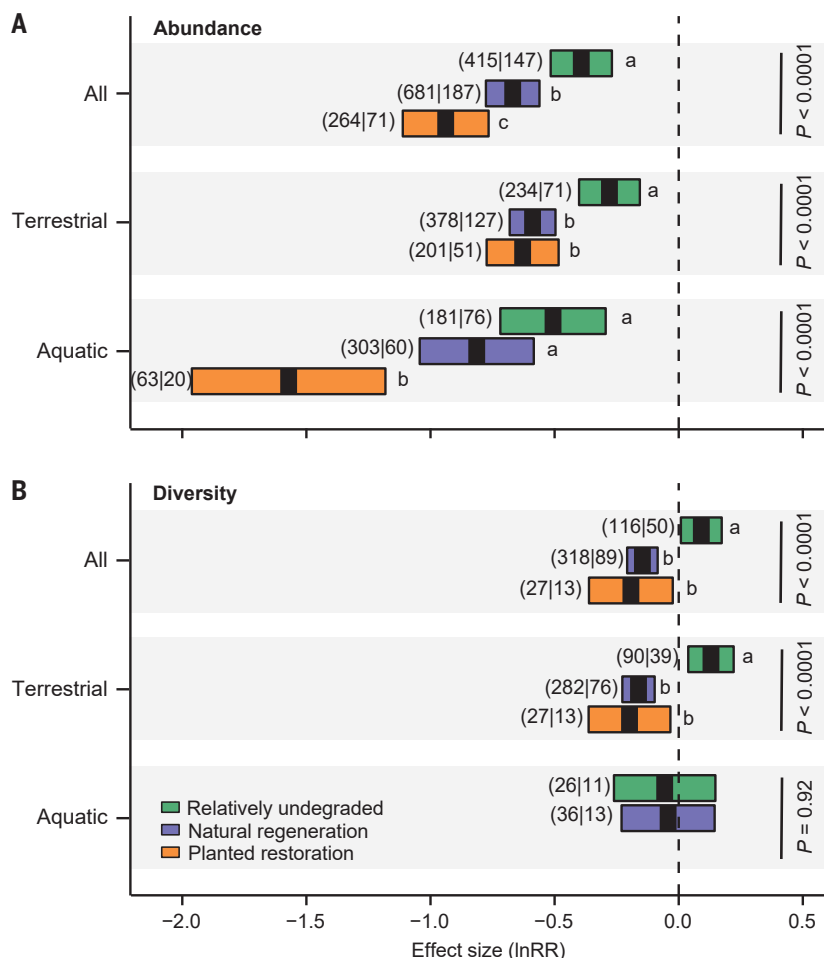 A
Abundance
All
(415|147)
a
(681|187)
b
(264|71)
c
P < 0.0001
Terrestrial
(234|71)
a
(378|127)
b
(201|51)
b
P < 0.0001
Aquatic
(181|76)
a
(303|60)
a
(63|20)
b
P < 0.0001
B
Diversity
All
(116|50)
a
(318|89)
b
(27|13)
b
P < 0.0001
Terrestrial
(90|39)
a
(282|76)
b
(27|13)
b
P < 0.0001
Aquatic
(26|11)
(36|13)
P = 0.92
Relatively undegraded
Natural regeneration
Planted restoration
−2.0 −1.5 −1.0 −0.5 0.0 0.5
Effect size (lnRR)